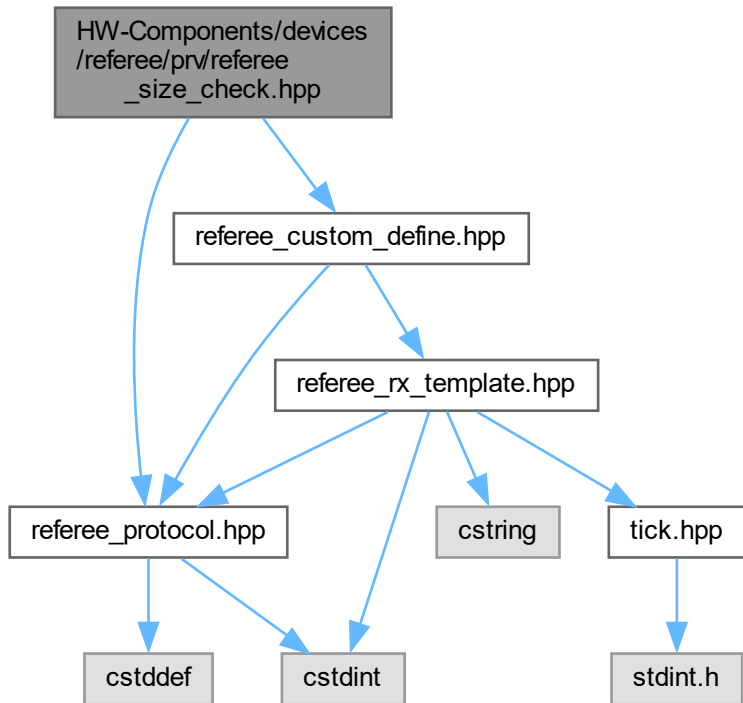 HW-Components/devices
/referee/prv/referee
_size_check.hpp
referee_custom_define.hpp
referee_rx_template.hpp
referee_protocol.hpp
cstring
tick.hpp
cstddef
cstdint
stdint.h